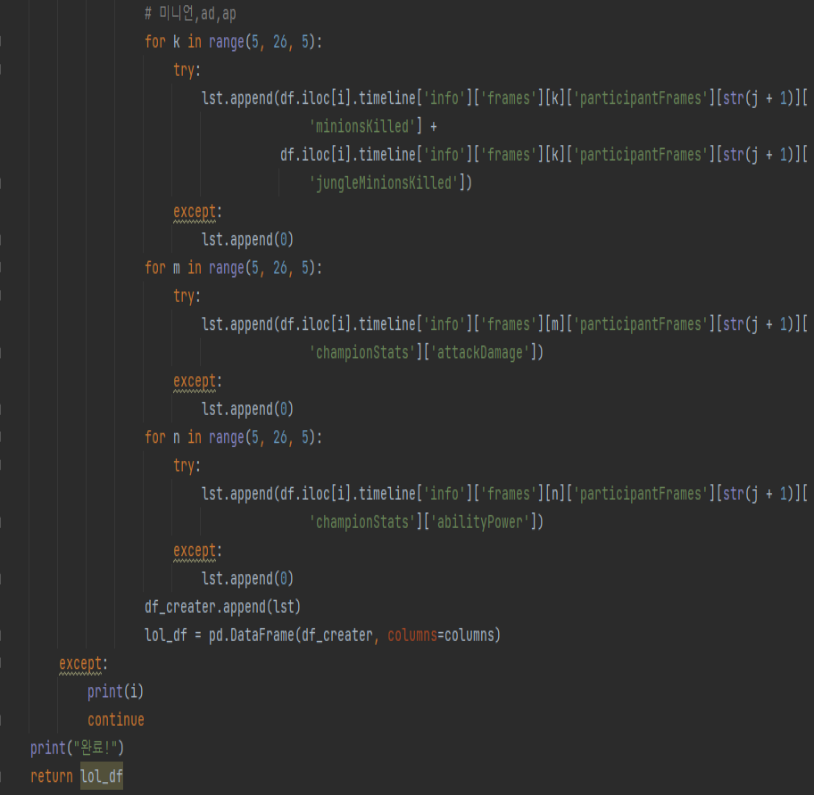 # 미니언,ad,ap
for k in range(5, 26, 5):
try:
lst.append(df.iloc[i].timeline['info']['frames'][k]['participantFrames'][str(j + 1)][
'minionsKilled'] +
df.iloc[i].timeline['info']['frames'][k]['participantFrames'][str(j + 1)][
'jungleMinionsKilled'])
except:
lst.append(0)
for m in range(5, 26, 5):
try:
lst.append(df.iloc[i].timeline['info']['frames'][m]['participantFrames'][str(j + 1)][
'championStats']['attackDamage'])
except:
lst.append(0)
for n in range(5, 26, 5):
try:
lst.append(df.iloc[i].timeline['info']['frames'][n]['participantFrames'][str(j + 1)][
'championStats']['abilityPower'])
except:
lst.append(0)
df_creater.append(lst)
lol_df = pd.DataFrame(df_creater, columns=columns)
except:
print(i)
continue
print("완료!")
return lol_df